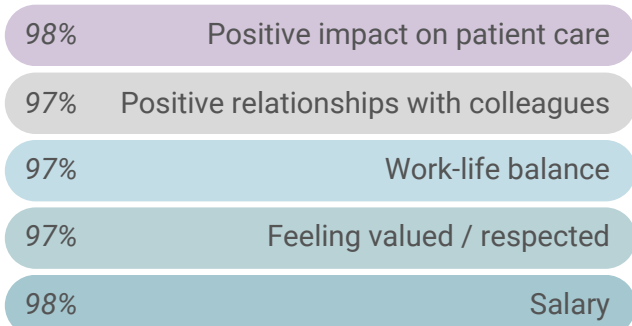 98% Positive impact on patient care
97% Positive relationships with colleagues
97% Work-life balance
97% Feeling valued / respected
98% Salary